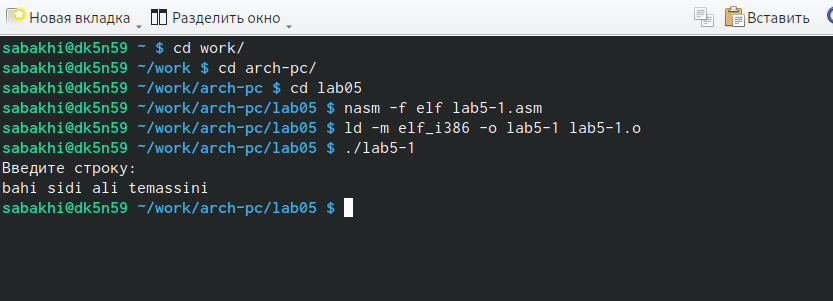 Новая вкладка Разделить окно Вставить
sabakhi@dk5n59 ~ $ cd work/
sabakhi@dk5n59 ~/work $ cd arch-pc/
sabakhi@dk5n59 ~/work/arch-pc $ cd lab05
sabakhi@dk5n59 ~/work/arch-pc/lab05 $ nasm -f elf lab5-1.asm
sabakhi@dk5n59 ~/work/arch-pc/lab05 $ ld -m elf_i386 -o lab5-1 lab5-1.o
sabakhi@dk5n59 ~/work/arch-pc/lab05 $ ./lab5-1
Введите строку:
bahi sidi ali temassini
sabakhi@dk5n59 ~/work/arch-pc/lab05 $